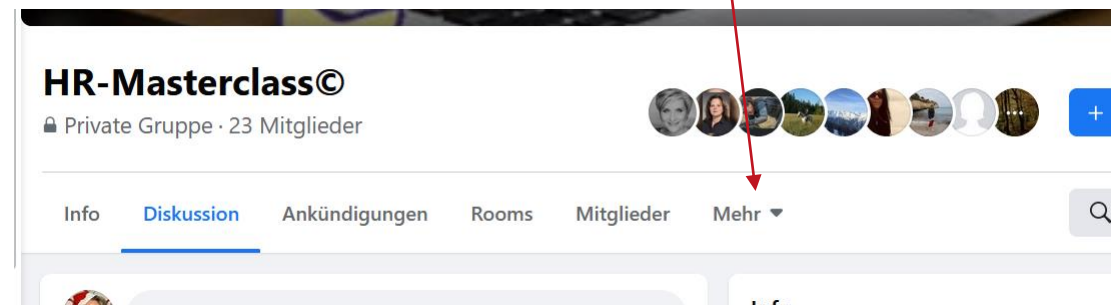 HR-Masterclass©
Private Gruppe · 23 Mitglieder
Info Diskussion Ankündigungen Rooms Mitglieder Mehr